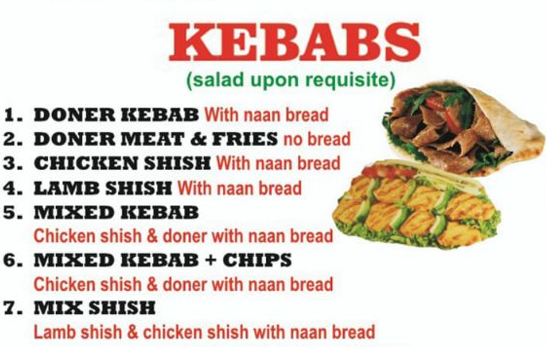 KEBABS
(salad upon requisite)
1. DONER KEBAB With naan bread
2. DONER MEAT & FRIES no bread
3. CHICKEN SHISH With naan bread
4. LAMB SHISH With naan bread
5. MIXED KEBAB
Chicken shish & doner with naan bread
6. MIXED KEBAB + CHIPS
Chicken shish & doner with naan bread
7. MIX SHISH
Lamb shish & chicken shish with naan bread